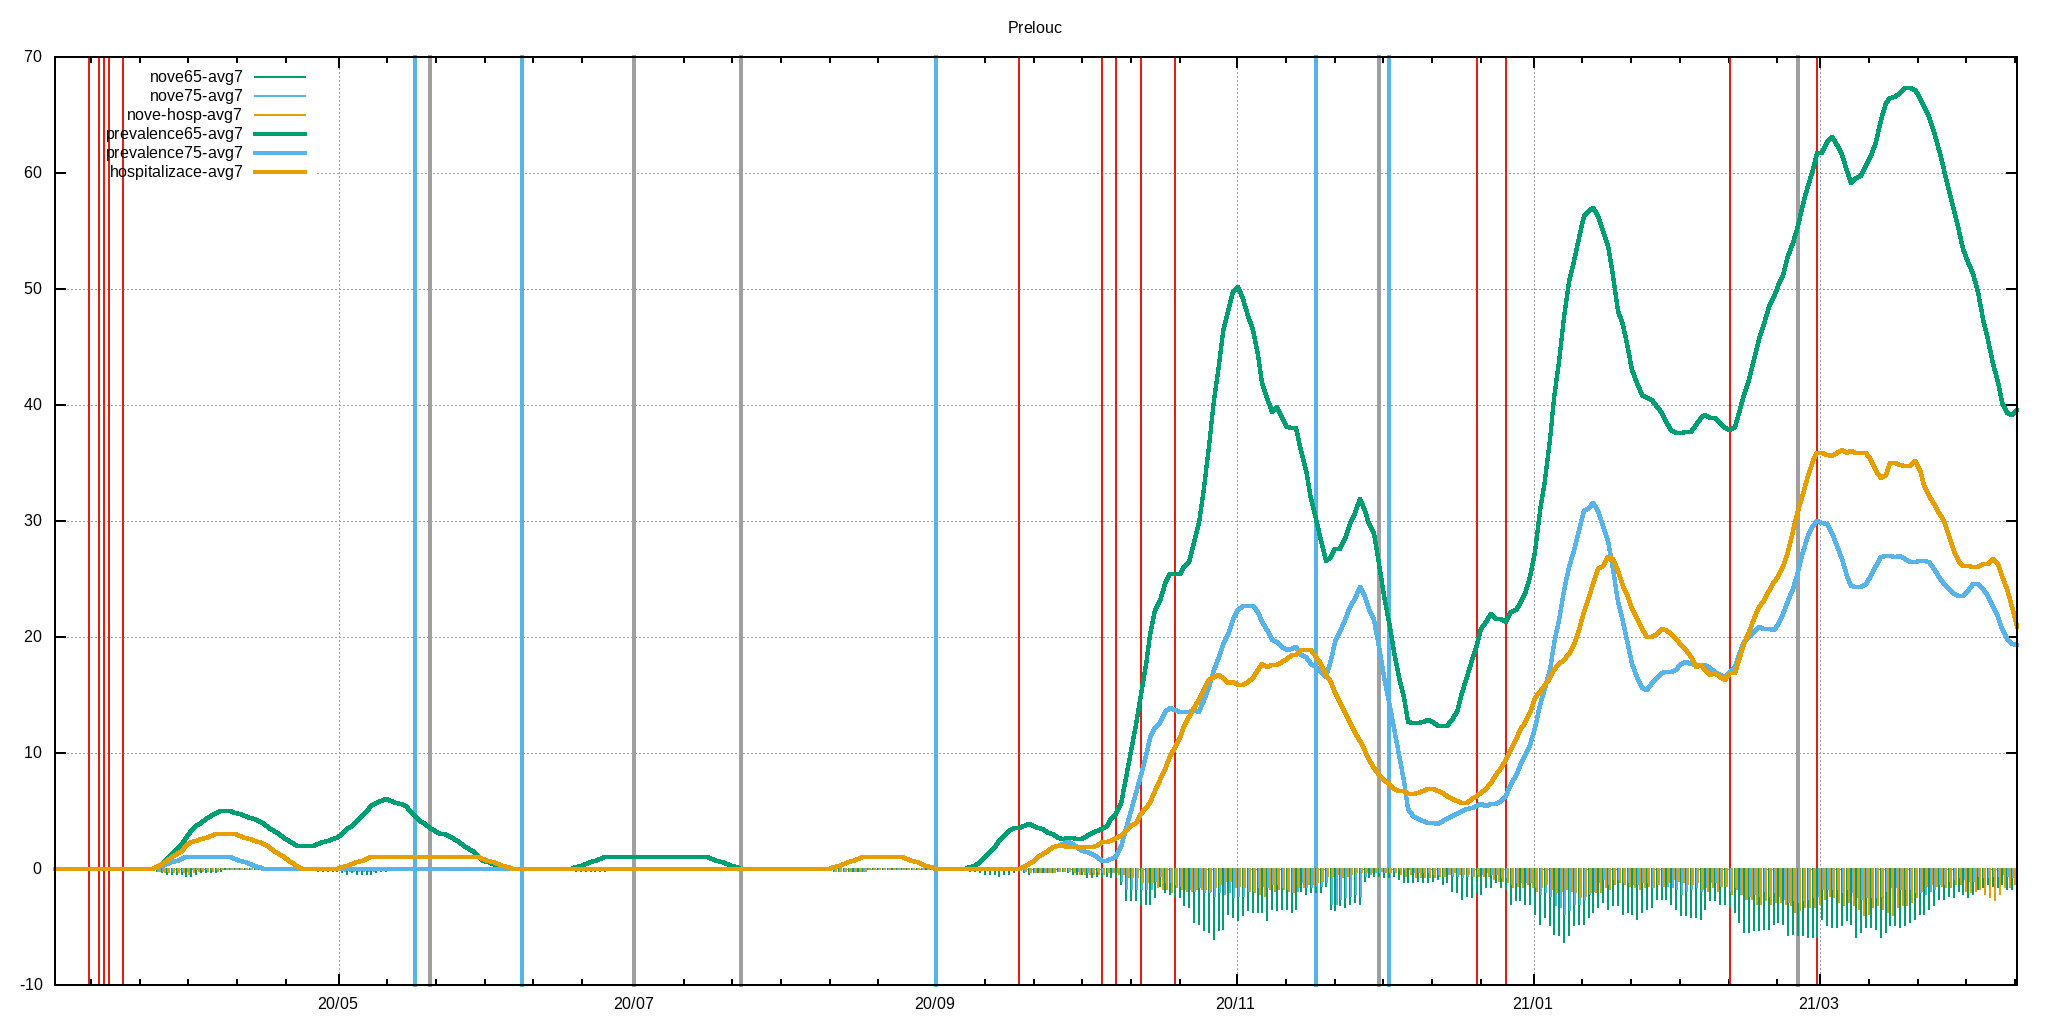 Prelouc
70
nove65-avg7
nove75-avg7
nove-hosp-avg7
prevalence65-avg7
prevalence75-avg7
hospitalizace-avg7
60
50
40
30
20
10
0
-10
20/05 20/07 20/09 20/11 21/01 21/03